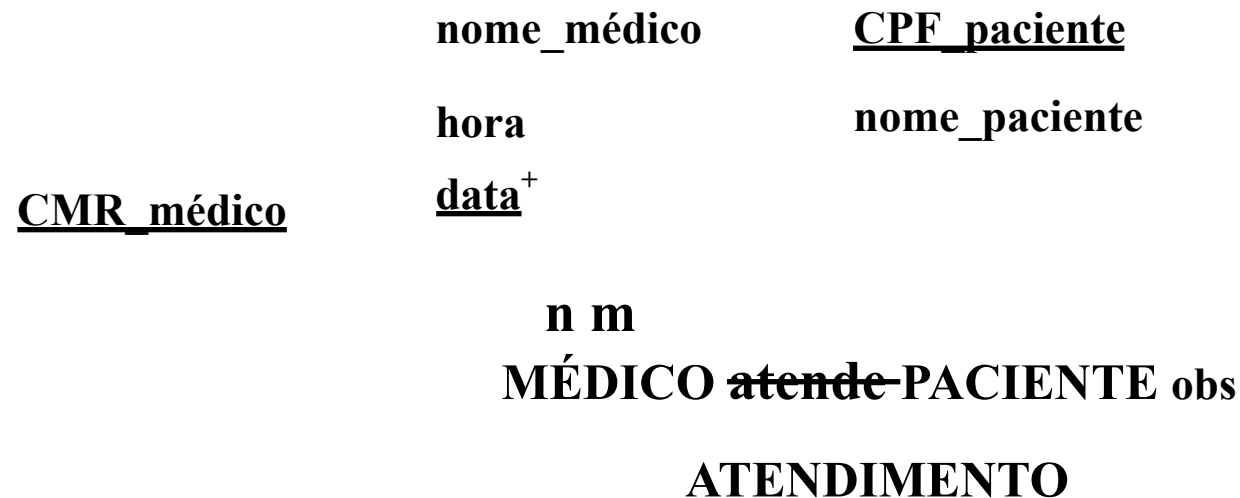 nome_médico CPF_paciente
hora nome_paciente
CMR_médico data+
n m
MÉDICO atende PACIENTE obs
ATENDIMENTO